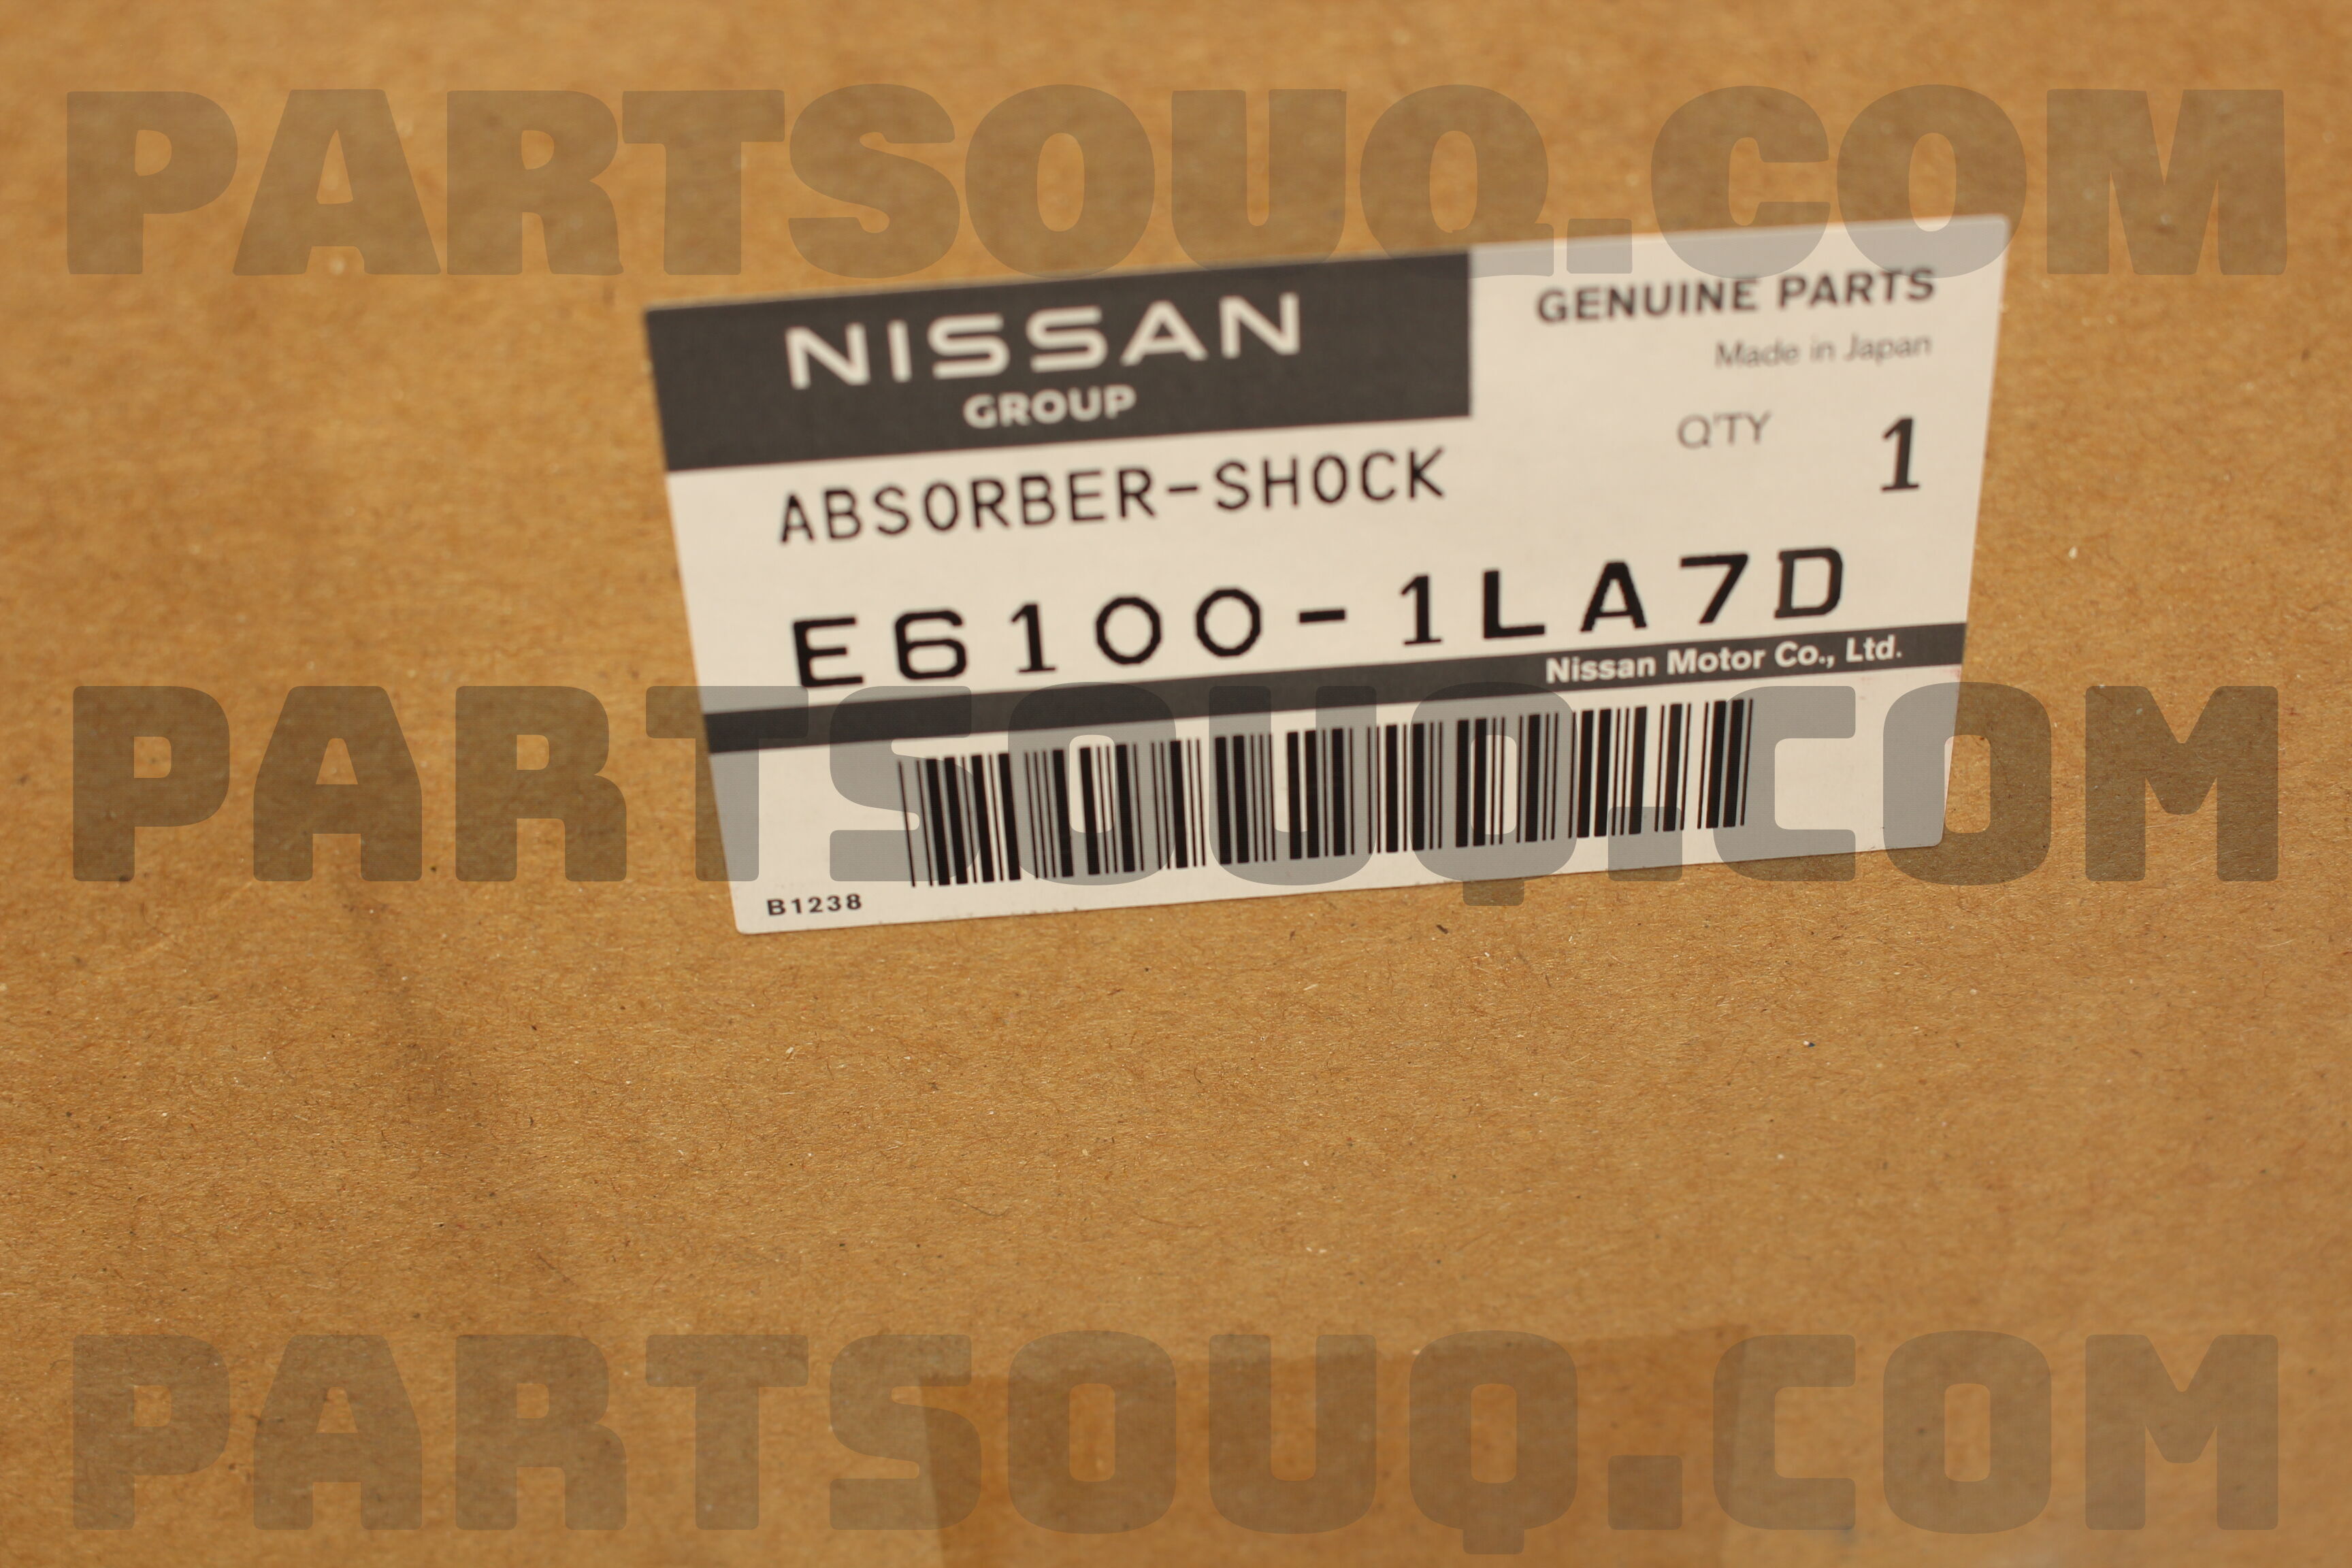 PARTSOUQ.COM
NISSAN
GROUP
GENUINE PARTS
Made in Japan
Q'TY 1
ABSORBER-SHOCK
E6100-1LA7D
Nissan Motor Co., Ltd.
PARTSOUQ.COM
B1238
PARTSOUQ.COM